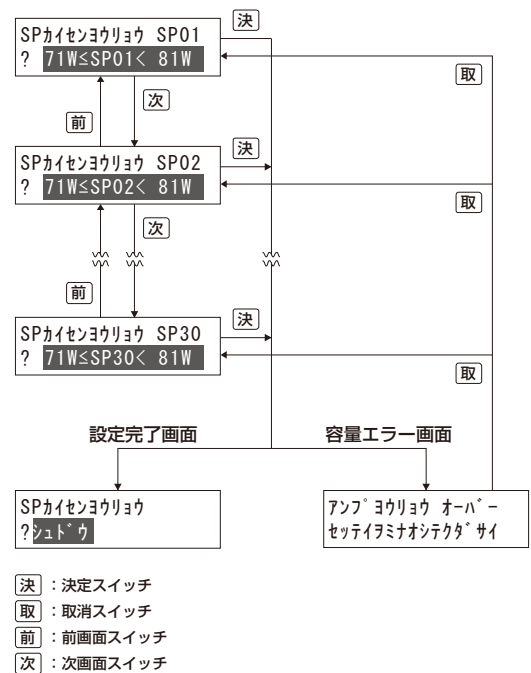 決
SPカイセンヨウリョウ SP01
? 71W≤SP01< 81W
取
次
前
SPカイセンヨウリョウ SP02
? 71W≤SP02< 81W
決
取
次
前
SPカイセンヨウリョウ SP30
? 71W≤SP30< 81W
決
取
設定完了画面
容量エラー画面
SPカイセンヨウリョウ
?シュドウ
アンプヨウリョウ オーバー
セッテイヲミナオシテクダサイ
決:決定スイッチ
取:取消スイッチ
前:前画面スイッチ
次:次画面スイッチ